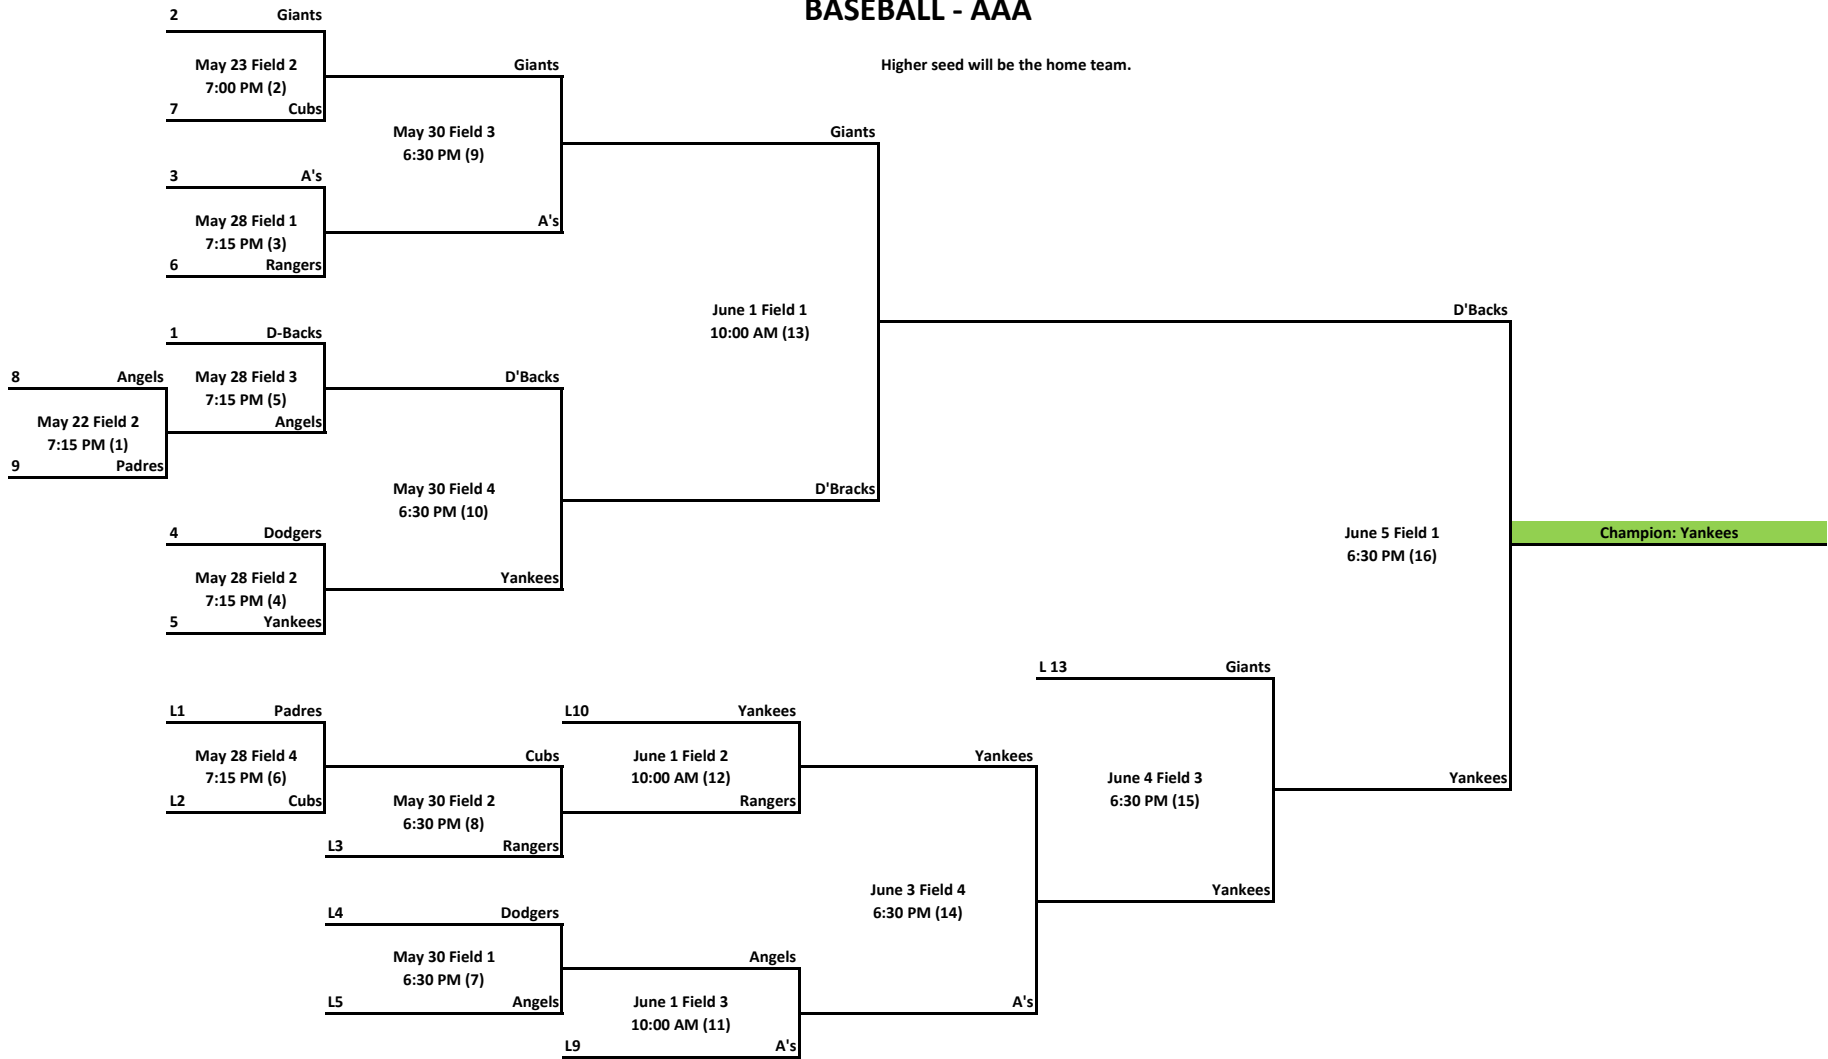 BASEBALL - AAA
Higher seed will be the home team.
2 Giants
May 23 Field 2
7:00 PM (2)
7 Cubs
Giants
May 30 Field 3
6:30 PM (9)
3 A's
May 28 Field 1
7:15 PM (3)
6 Rangers
A's
Giants
June 1 Field 1
10:00 AM (13)
1 D-Backs
8 Angels
May 22 Field 2
7:15 PM (1)
9 Padres
May 28 Field 3
7:15 PM (5)
Angels
D'Backs
May 30 Field 4
6:30 PM (10)
4 Dodgers
May 28 Field 2
7:15 PM (4)
5 Yankees
Yankees
D'Bracks
D'Backs
June 5 Field 1
6:30 PM (16)
Champion: Yankees
L 13 Giants
L1 Padres
May 28 Field 4
7:15 PM (6)
L2 Cubs
Cubs
May 30 Field 2
6:30 PM (8)
L3 Rangers
L10 Yankees
June 1 Field 2
10:00 AM (12)
Rangers
Yankees
June 4 Field 3
6:30 PM (15)
Yankees
June 3 Field 4
6:30 PM (14)
Yankees
L4 Dodgers
May 30 Field 1
6:30 PM (7)
L5 Angels
Angels
June 1 Field 3
10:00 AM (11)
L9 A's
A's